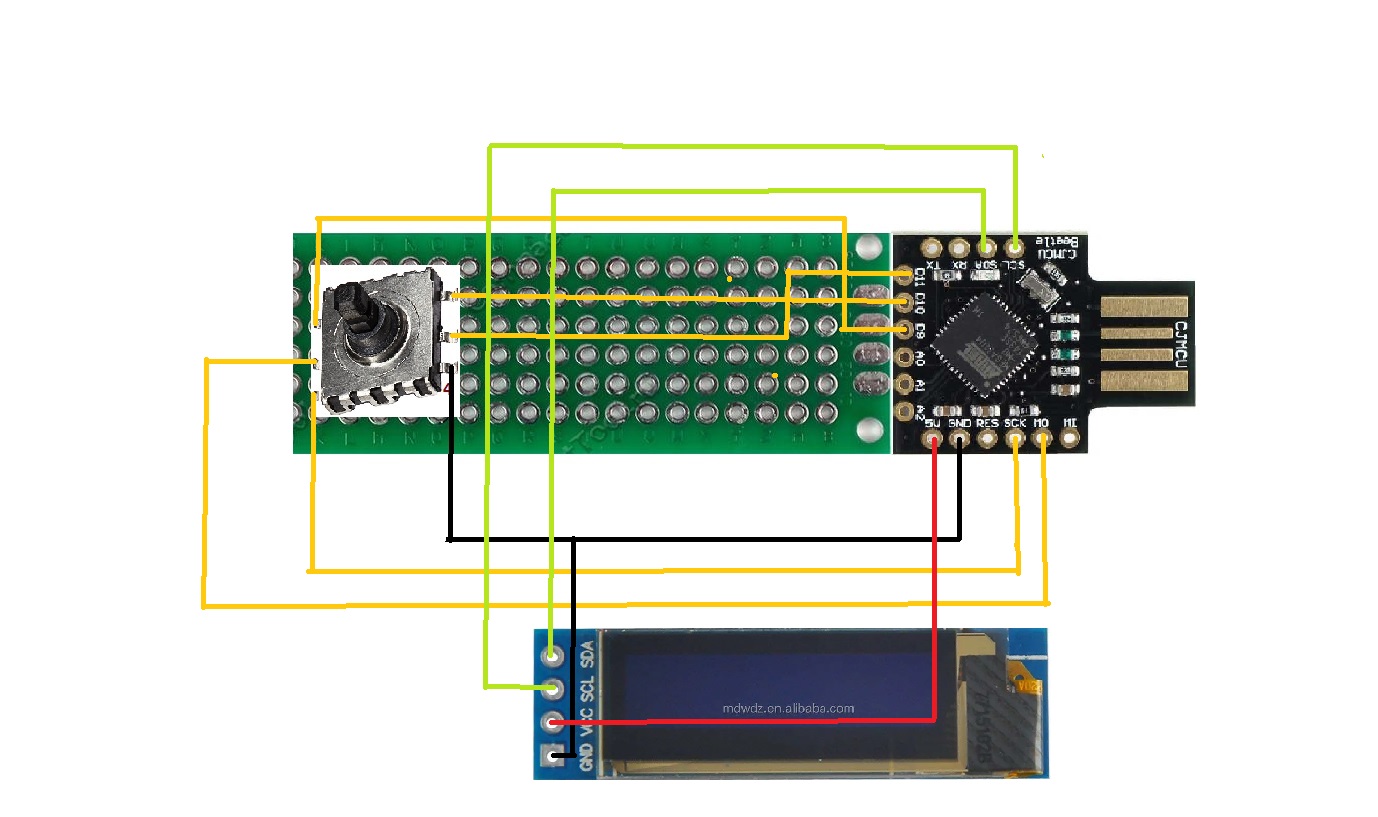 TX RX SDA SCL
CJMCU
Beetle
D11
D10
D9
A0
A1
A2
5V GND RES SCK MO MI
CJMCU
SDA
SCL
VCC
GND
mdwdz.en.alibaba.com